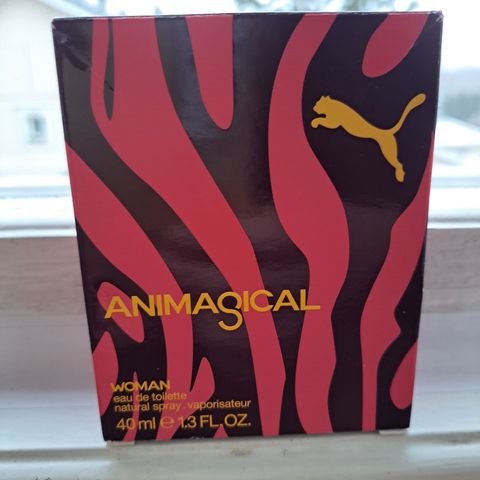 ANIMAGICAL
WOMAN
eau de toilette
natural spray . vaporisateur
40 ml ℮ 1.3 FL. OZ.